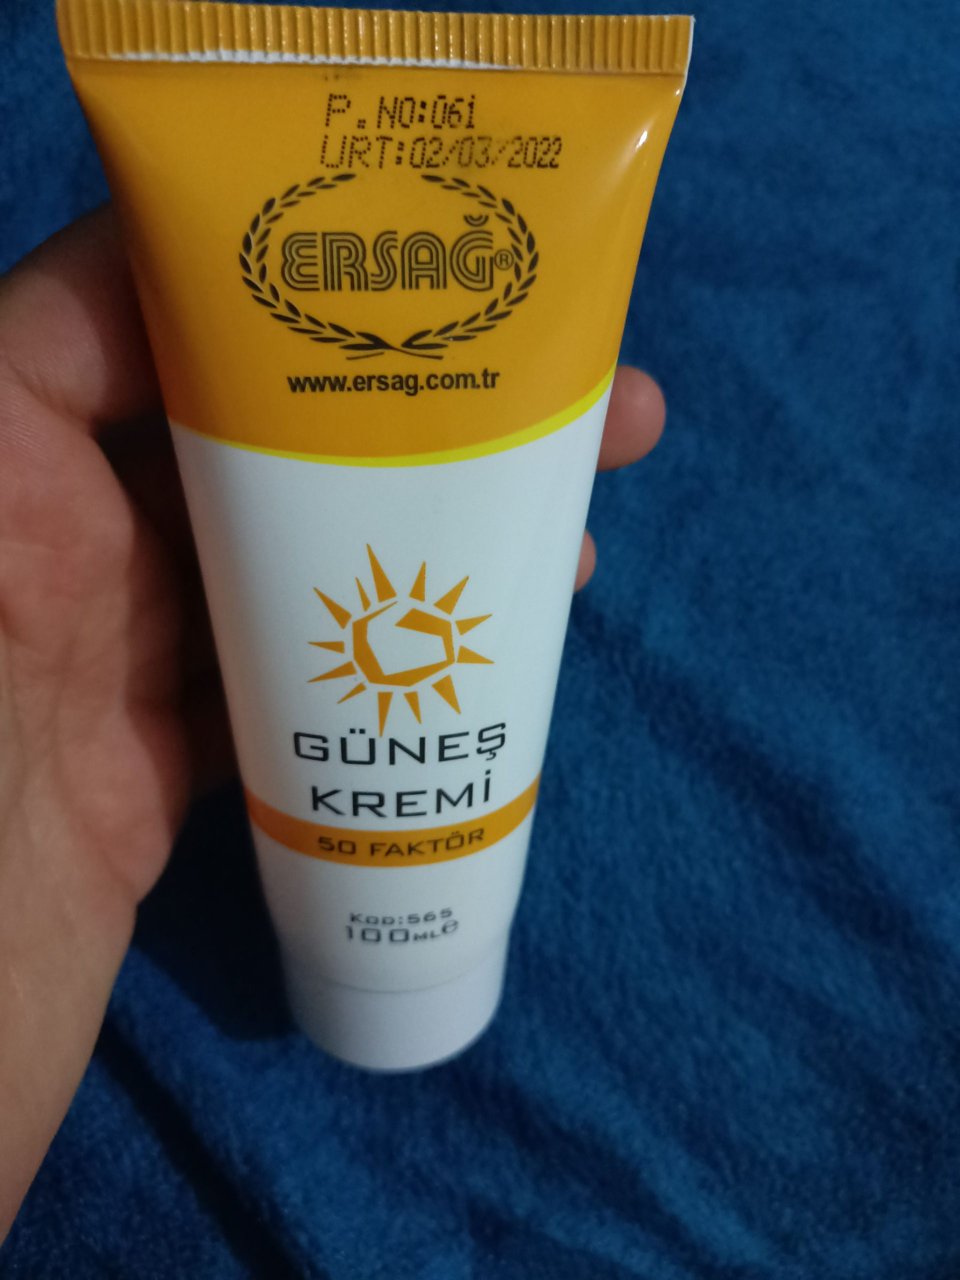 P.NO:061
URT:02/03/2022
ERSAĞ®
www.ersag.com.tr
GÜNEŞ
KREMİ
50 FAKTÖR
KOD:565
100ML℮